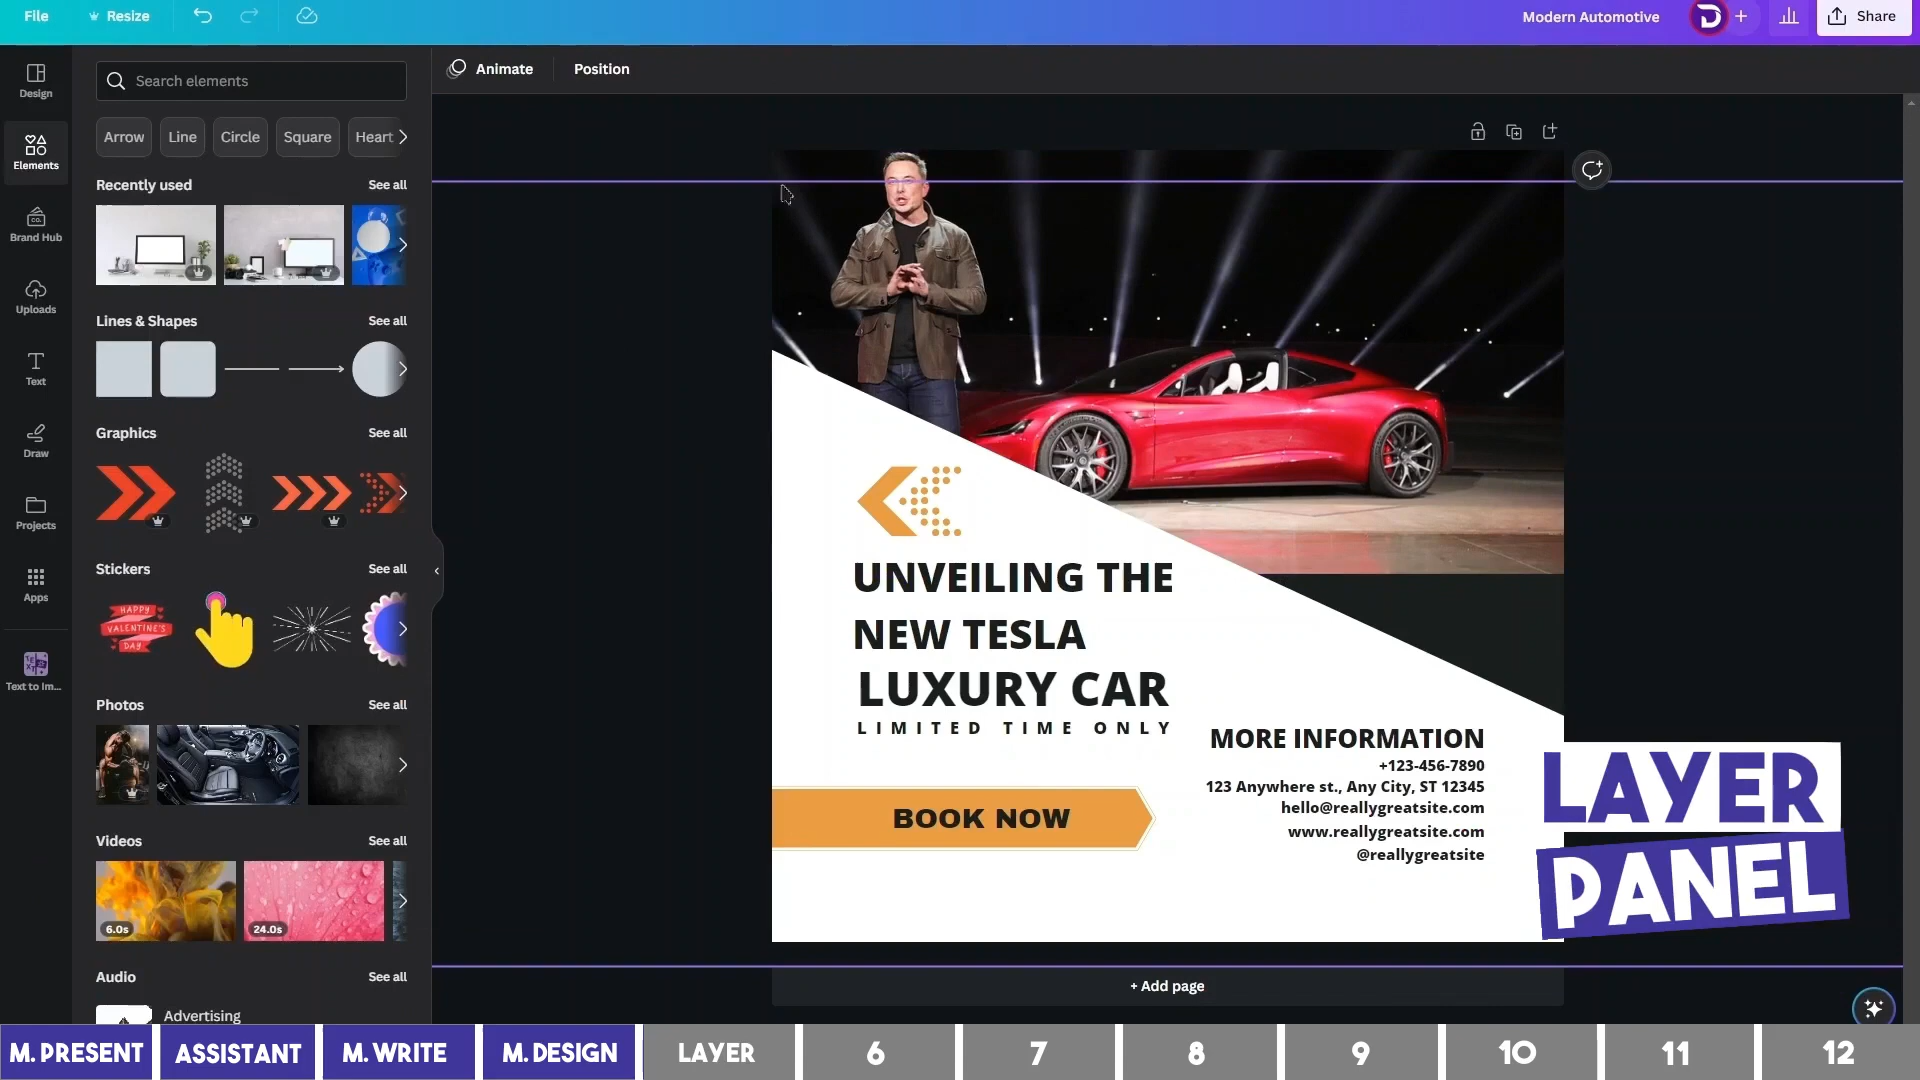 File
Resize
Modern Automotive
Share
Design
Elements
Brand Hub
Uploads
Text
Draw
Projects
Apps
Text to Im...
Search elements
Arrow
Line
Circle
Square
Heart
Recently used
See all
Lines & Shapes
See all
Graphics
See all
Stickers
See all
HAPPY
VALENTINE'S
DAY
Photos
See all
Videos
See all
6.0s
24.0s
Audio
See all
Advertising
Animate
Position
UNVEILING THE
NEW TESLA
LUXURY CAR
LIMITED TIME ONLY
BOOK NOW
MORE INFORMATION
+123-456-7890
123 Anywhere st., Any City, ST 12345
hello@reallygreatsite.com
www.reallygreatsite.com
@reallygreatsite
+ Add page
LAYER
PANEL
M. PRESENT
ASSISTANT
M. WRITE
M. DESIGN
LAYER
6
7
8
9
10
11
12